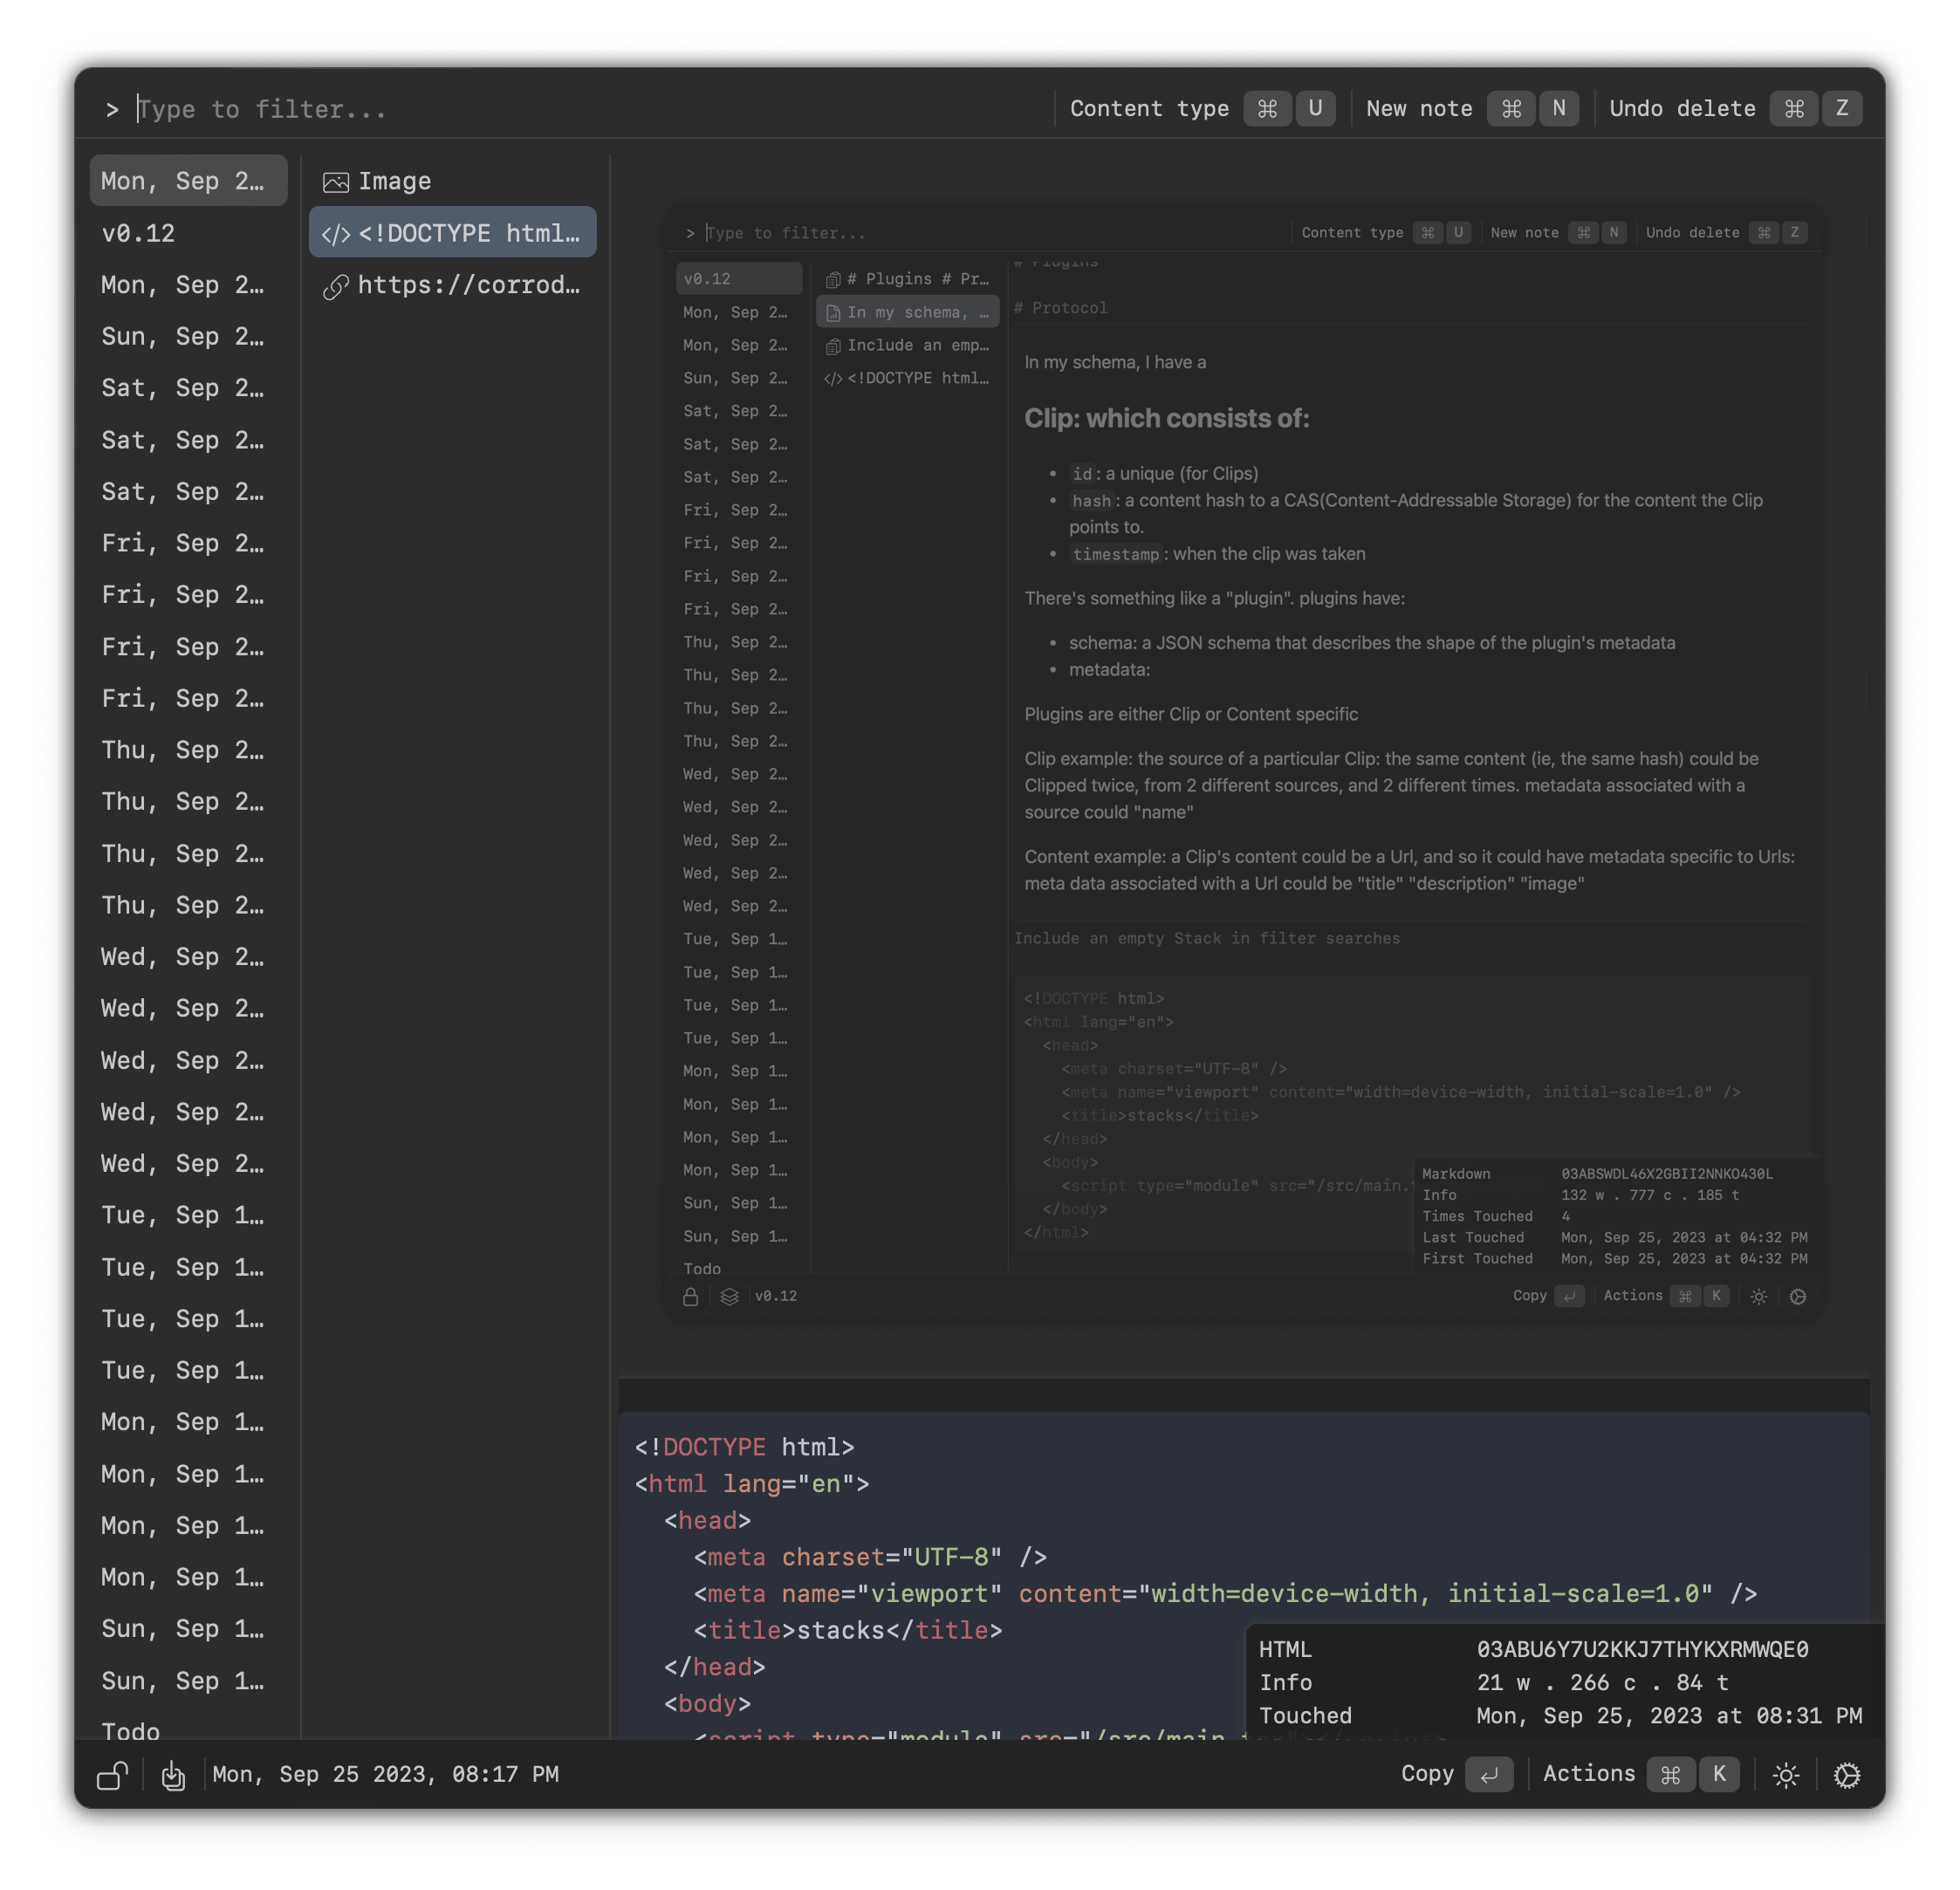 > Type to filter...
Content type ⌘ U
New note ⌘ N
Undo delete ⌘ Z
Mon, Sep 2…
v0.12
Mon, Sep 2…
Sun, Sep 2…
Sat, Sep 2…
Sat, Sep 2…
Sat, Sep 2…
Fri, Sep 2…
Fri, Sep 2…
Fri, Sep 2…
Fri, Sep 2…
Thu, Sep 2…
Thu, Sep 2…
Thu, Sep 2…
Thu, Sep 2…
Wed, Sep 2…
Wed, Sep 2…
Wed, Sep 2…
Wed, Sep 2…
Wed, Sep 2…
Tue, Sep 1…
Tue, Sep 1…
Tue, Sep 1…
Tue, Sep 1…
Mon, Sep 1…
Mon, Sep 1…
Mon, Sep 1…
Mon, Sep 1…
Sun, Sep 1…
Sun, Sep 1…
Todo
Image
</> <!DOCTYPE html…
https://corrod…
> Type to filter...
Content type ⌘ U
New note ⌘ N
Undo delete ⌘ Z
v0.12
Mon, Sep 2…
Mon, Sep 2…
Sun, Sep 2…
Sat, Sep 2…
Sat, Sep 2…
Sat, Sep 2…
Fri, Sep 2…
Fri, Sep 2…
Fri, Sep 2…
Fri, Sep 2…
Thu, Sep 2…
Thu, Sep 2…
Thu, Sep 2…
Thu, Sep 2…
Wed, Sep 2…
Wed, Sep 2…
Wed, Sep 2…
Wed, Sep 2…
Wed, Sep 2…
Tue, Sep 1…
Tue, Sep 1…
Tue, Sep 1…
Tue, Sep 1…
Mon, Sep 1…
Mon, Sep 1…
Mon, Sep 1…
Mon, Sep 1…
Sun, Sep 1…
Sun, Sep 1…
Todo
# Plugins # Pr…
In my schema, …
Include an emp…
</> <!DOCTYPE html…
# Plugins
# Protocol
In my schema, I have a
Clip: which consists of:
• id: a unique (for Clips)
• hash: a content hash to a CAS(Content-Addressable Storage) for the content the Clip
points to.
• timestamp: when the clip was taken
There's something like a "plugin". plugins have:
• schema: a JSON schema that describes the shape of the plugin's metadata
• metadata:
Plugins are either Clip or Content specific
Clip example: the source of a particular Clip: the same content (ie, the same hash) could be
Clipped twice, from 2 different sources, and 2 different times. metadata associated with a
source could "name"
Content example: a Clip's content could be a Url, and so it could have metadata specific to Urls:
meta data associated with a Url could be "title" "description" "image"
Include an empty Stack in filter searches
<!DOCTYPE html>
<html lang="en">
<head>
<meta charset="UTF-8" />
<meta name="viewport" content="width=device-width, initial-scale=1.0" />
<title>stacks</title>
</head>
<body>
<script type="module" src="/src/main.
</body>
</html>
Markdown 03ABSWDL46X2GBII2NNKO430L
Info 132 w . 777 c . 185 t
Times Touched 4
Last Touched Mon, Sep 25, 2023 at 04:32 PM
First Touched Mon, Sep 25, 2023 at 04:32 PM
v0.12
Copy ↵
Actions ⌘ K
<!DOCTYPE html>
<html lang="en">
<head>
<meta charset="UTF-8" />
<meta name="viewport" content="width=device-width, initial-scale=1.0" />
<title>stacks</title>
</head>
<body>
<script type="module" src="/src/main.
HTML 03ABU6Y7U2KKJ7THYKXRMWQE0
Info 21 w . 266 c . 84 t
Touched Mon, Sep 25, 2023 at 08:31 PM
Mon, Sep 25 2023, 08:17 PM
Copy ↵
Actions ⌘ K